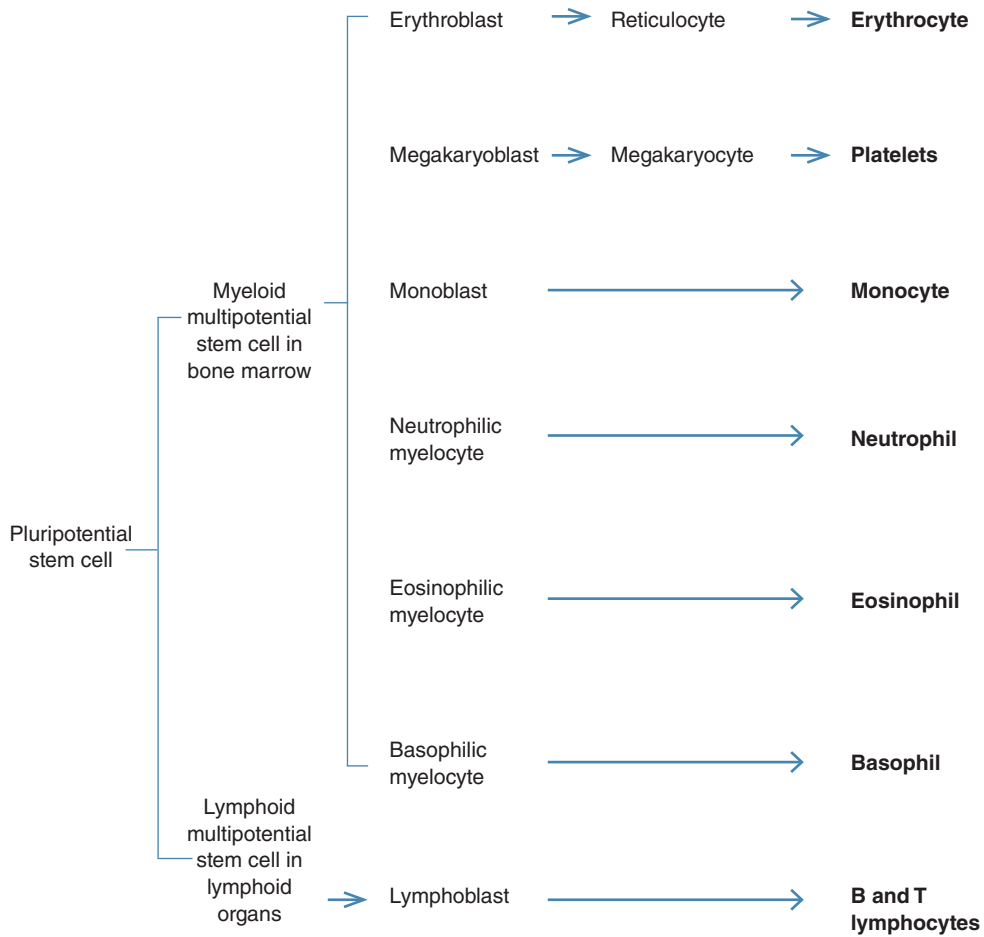 Erythroblast
Reticulocyte
Erythrocyte
Megakaryoblast
Megakaryocyte
Platelets
Myeloid
multipotential
stem cell in
bone marrow
Monoblast
Monocyte
Neutrophilic
myelocyte
Neutrophil
Pluripotential
stem cell
Eosinophilic
myelocyte
Eosinophil
Basophilic
myelocyte
Basophil
Lymphoid
multipotential
stem cell in
lymphoid
organs
Lymphoblast
B and T
lymphocytes